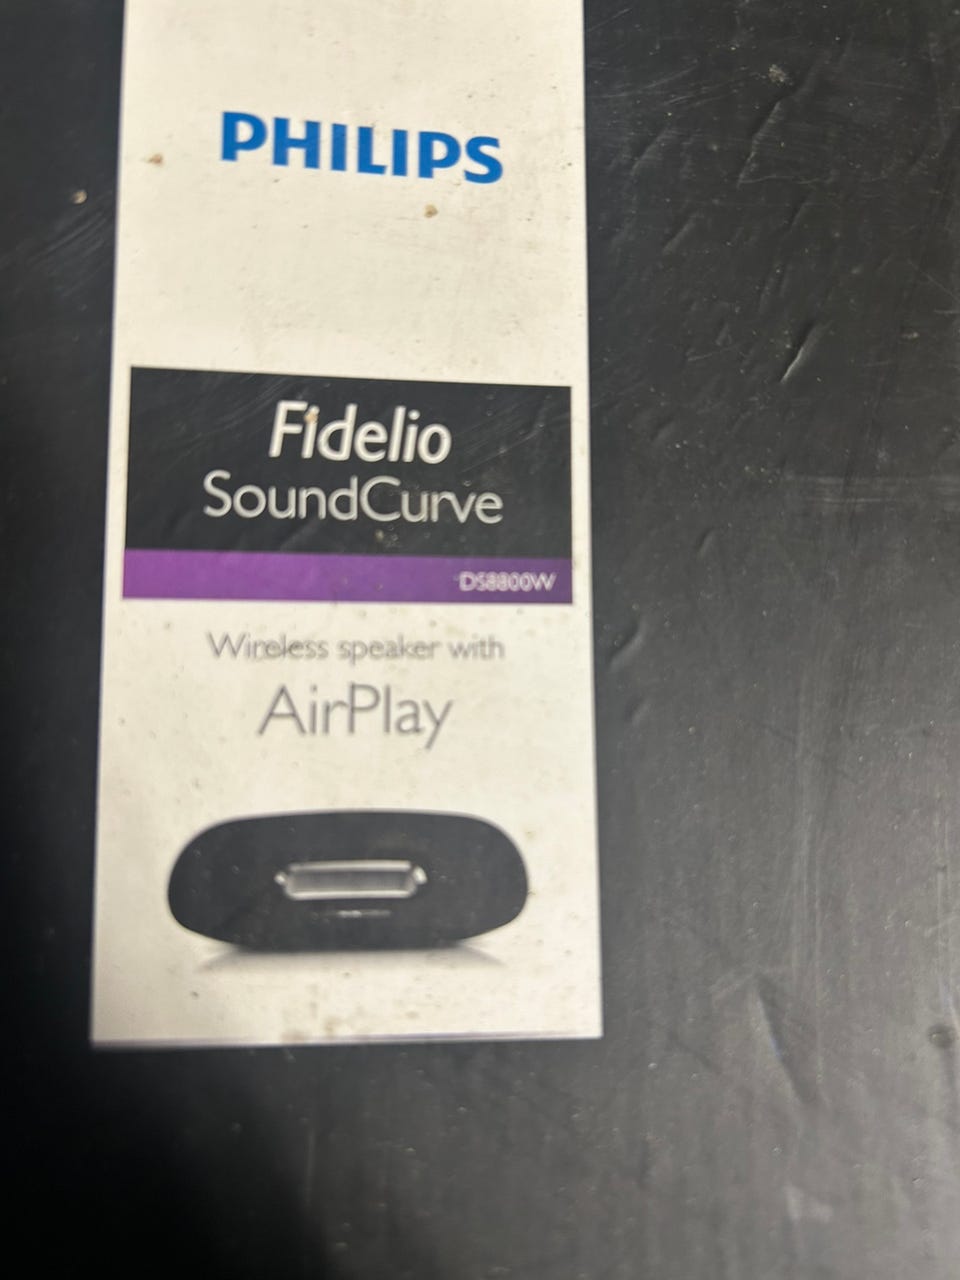 PHILIPS
Fidelio
SoundCurve
DS8800W
Wireless speaker with
AirPlay